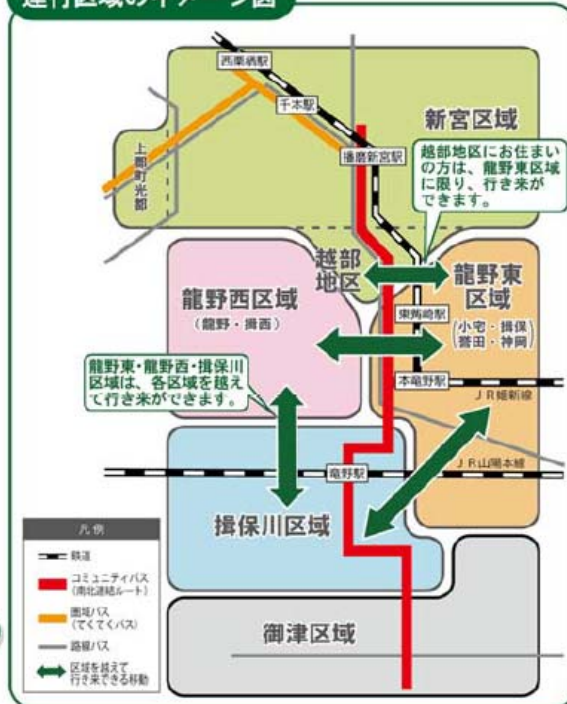 運行区域のイメージ図
西栗栖駅
千本駅
播磨新宮駅
新宮区域
上郡町光都
越部地区にお住まい
の方は、龍野東区域
に限り、行き来が
できます。
越部
地区
龍野西区域
(龍野・揖西)
龍野東
区域
(小宅・揖保
誉田・神岡)
東觜崎駅
本竜野駅
JR姫新線
龍野東・龍野西・揖保川
区域は、各区域を越え
て行き来ができます。
JR山陽本線
竜野駅
揖保川区域
御津区域
凡例
鉄道
コミュニティバス
(南北連結ルート)
圏域バス
(てくてくバス)
路線バス
区域を越えて
行き来できる移動